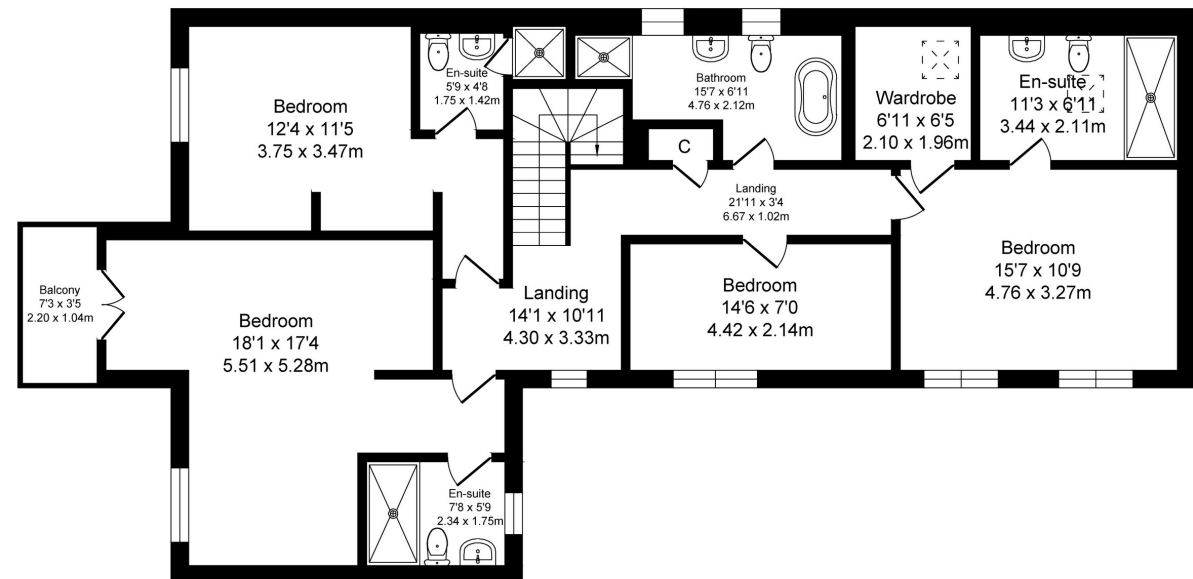 Bedroom
12'4 x 11'5
3.75 x 3.47m
En-suite
5'9 x 4'8
1.75 x 1.42m
Bathroom
15'7 x 6'11
4.76 x 2.12m
Wardrobe
6'11 x 6'5
2.10 x 1.96m
En-suite
11'3 x 6'11
3.44 x 2.11m
C
Landing
21'11 x 3'4
6.67 x 1.02m
Balcony
7'3 x 3'5
2.20 x 1.04m
Bedroom
18'1 x 17'4
5.51 x 5.28m
Landing
14'1 x 10'11
4.30 x 3.33m
Bedroom
14'6 x 7'0
4.42 x 2.14m
Bedroom
15'7 x 10'9
4.76 x 3.27m
En-suite
7'8 x 5'9
2.34 x 1.75m